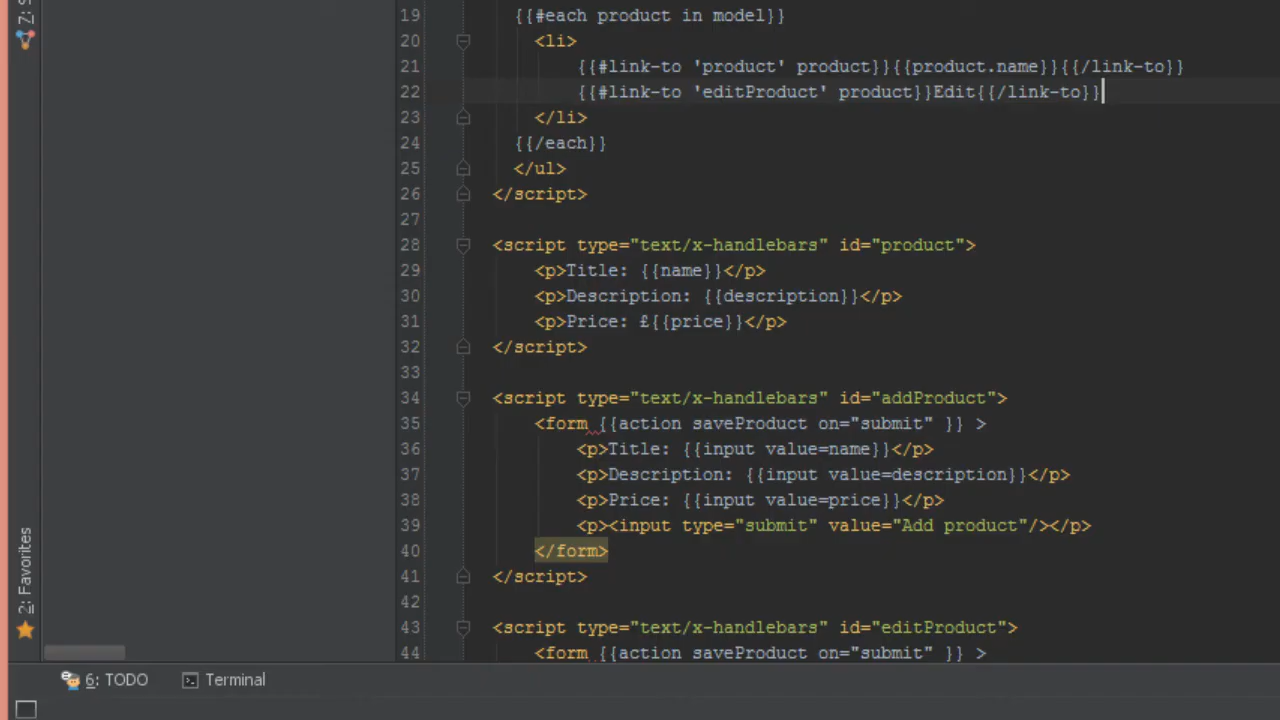 7: S
19 {{#each product in model}}
20 <li>
21 {{#link-to 'product' product}}{{product.name}}{{/link-to}}
22 {{#link-to 'editProduct' product}}Edit{{/link-to}}
23 </li>
24 {{/each}}
25 </ul>
26 </script>
27
28 <script type="text/x-handlebars" id="product">
29 <p>Title: {{name}}</p>
30 <p>Description: {{description}}</p>
31 <p>Price: £{{price}}</p>
32 </script>
33
34 <script type="text/x-handlebars" id="addProduct">
35 <form {{action saveProduct on="submit" }} >
36 <p>Title: {{input value=name}}</p>
37 <p>Description: {{input value=description}}</p>
38 <p>Price: {{input value=price}}</p>
39 <p><input type="submit" value="Add product"/></p>
40 </form>
41 </script>
42
43 <script type="text/x-handlebars" id="editProduct">
44 <form {{action saveProduct on="submit" }} >
2: Favorites
6: TODO Terminal